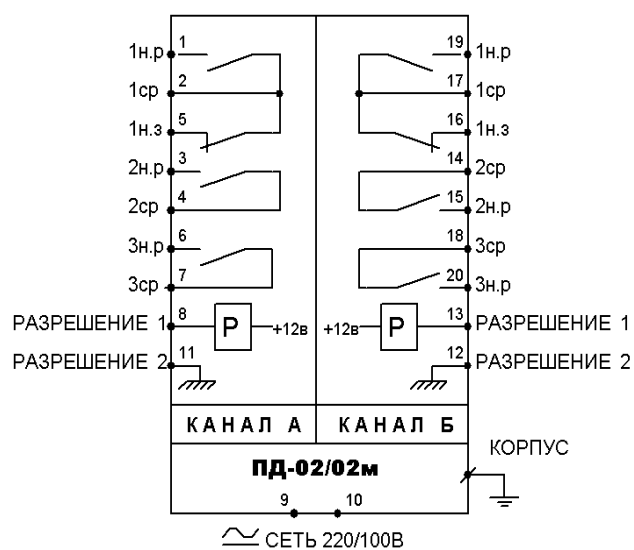 1н.р 1 19 1н.р
1ср 2 17 1ср
1н.з 5 16 1н.з
2н.р 3 14 2ср
2ср 4 15 2н.р
3н.р 6 18 3ср
3ср 7 20 3н.р
РАЗРЕШЕНИЕ 1 8 Р +12в +12в Р 13 РАЗРЕШЕНИЕ 1
РАЗРЕШЕНИЕ 2 11 12 РАЗРЕШЕНИЕ 2
КАНАЛ А КАНАЛ Б
КОРПУС
ПД-02/02м
9 10
СЕТЬ 220/100В